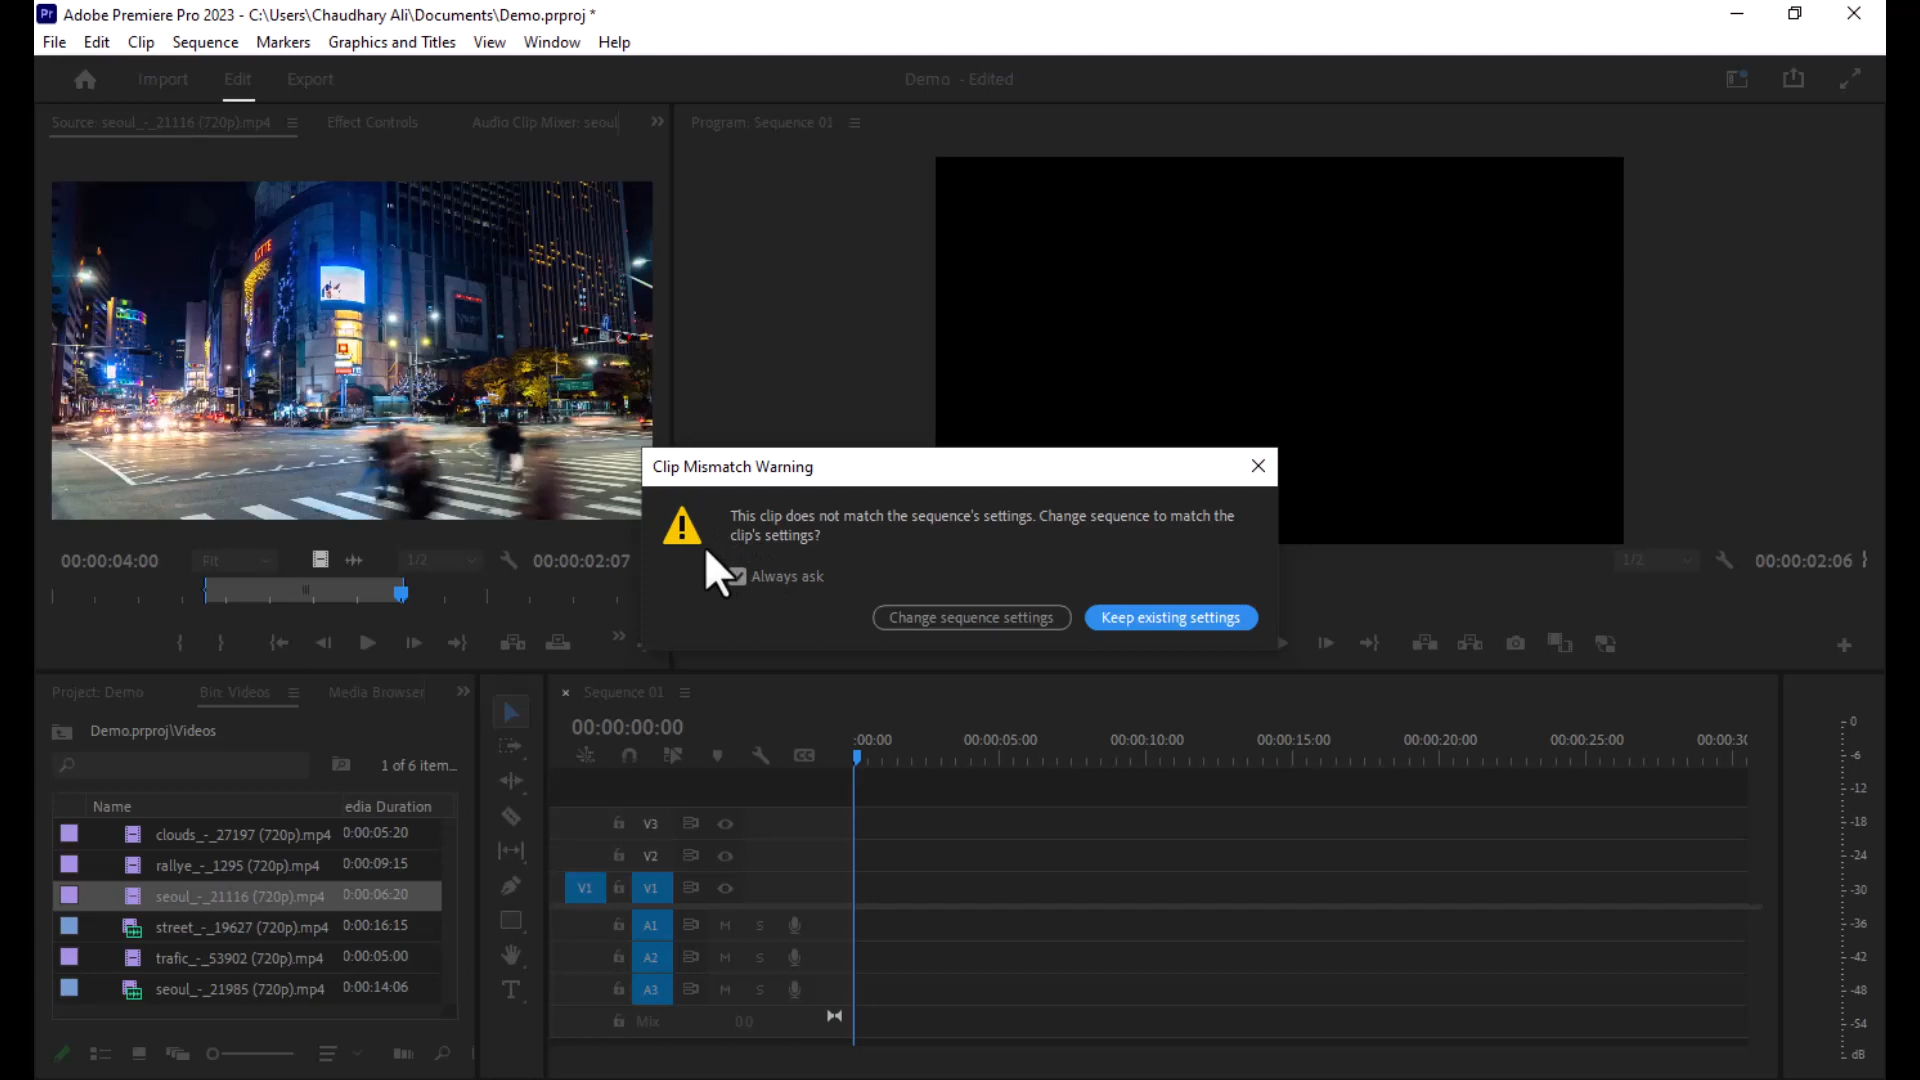 Pr Adobe Premiere Pro 2023 - C:\Users\Chaudhary Ali\Documents\Demo.prproj *
File Edit Clip Sequence Markers Graphics and Titles View Window Help
Import Edit Export Demo - Edited
Source: seoul_-_21116 (720p).mp4 Effect Controls Audio Clip Mixer: seoul Program: Sequence 01
LOTTE
Clip Mismatch Warning
This clip does not match the sequence's settings. Change sequence to match the
clip's settings?
Always ask
Change sequence settings Keep existing settings
00:00:04:00 Fit 1/2 00:00:02:07 1/2 00:00:02:06
Project: Demo Bin: Videos Media Browser
Demo.prproj\Videos
1 of 6 item...
Name edia Duration
clouds_-_27197 (720p).mp4 0:00:05:20
rallye_-_1295 (720p).mp4 0:00:09:15
seoul_-_21116 (720p).mp4 0:00:06:20
street_-_19627 (720p).mp4 0:00:16:15
trafic_-_53902 (720p).mp4 0:00:05:00
seoul_-_21985 (720p).mp4 0:00:14:06
T
× Sequence 01
00:00:00:00
CC
:00:00 00:00:05:00 00:00:10:00 00:00:15:00 00:00:20:00 00:00:25:00 00:00:30
V3
V2
V1 V1
A1 M S
A2 M S
A3 M S
Mix 0.0
0
-6
-12
-18
-24
-30
-36
-42
-48
-54
dB